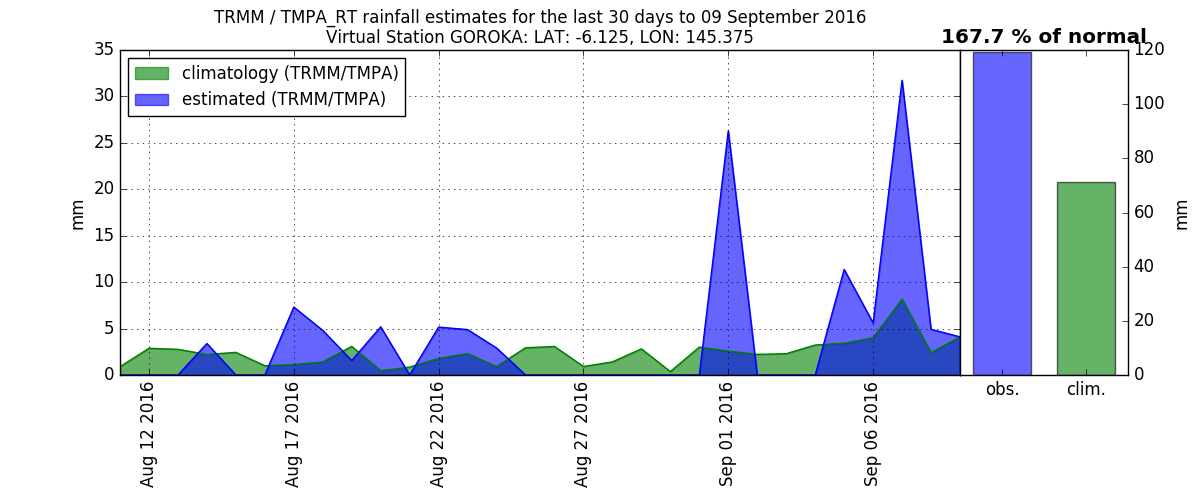 TRMM / TMPA_RT rainfall estimates for the last 30 days to 09 September 2016
Virtual Station GOROKA: LAT: -6.125, LON: 145.375
167.7 % of normal
climatology (TRMM/TMPA)
estimated (TRMM/TMPA)
mm
35
30
25
20
15
10
5
0
Aug 12 2016
Aug 17 2016
Aug 22 2016
Aug 27 2016
Sep 01 2016
Sep 06 2016
120
100
80
60
40
20
0
mm
obs.
clim.